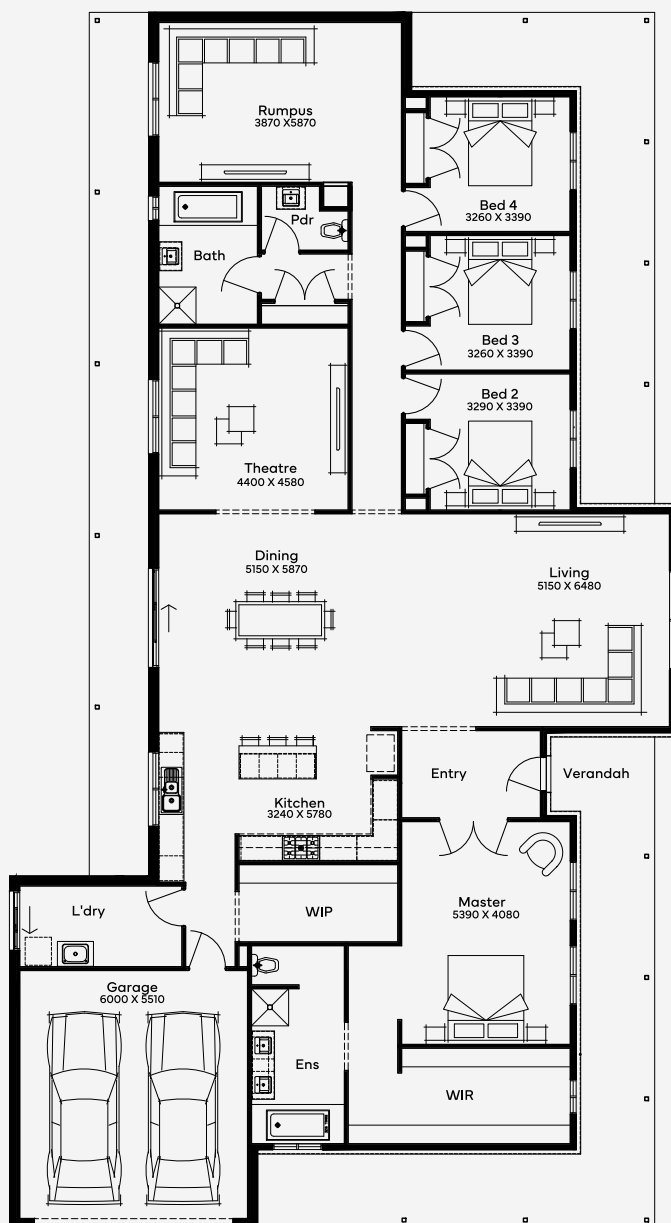 Rumpus
3870 X5870
Bed 4
3260 X 3390
Pdr
Bath
Bed 3
3260 X 3390
Bed 2
3290 X 3390
Theatre
4400 X 4580
Dining
5150 X 5870
Living
5150 X 6480
Entry
Verandah
Kitchen
3240 X 5780
Master
5390 X 4080
L'dry
WIP
Garage
6000 X 5510
Ens
WIR